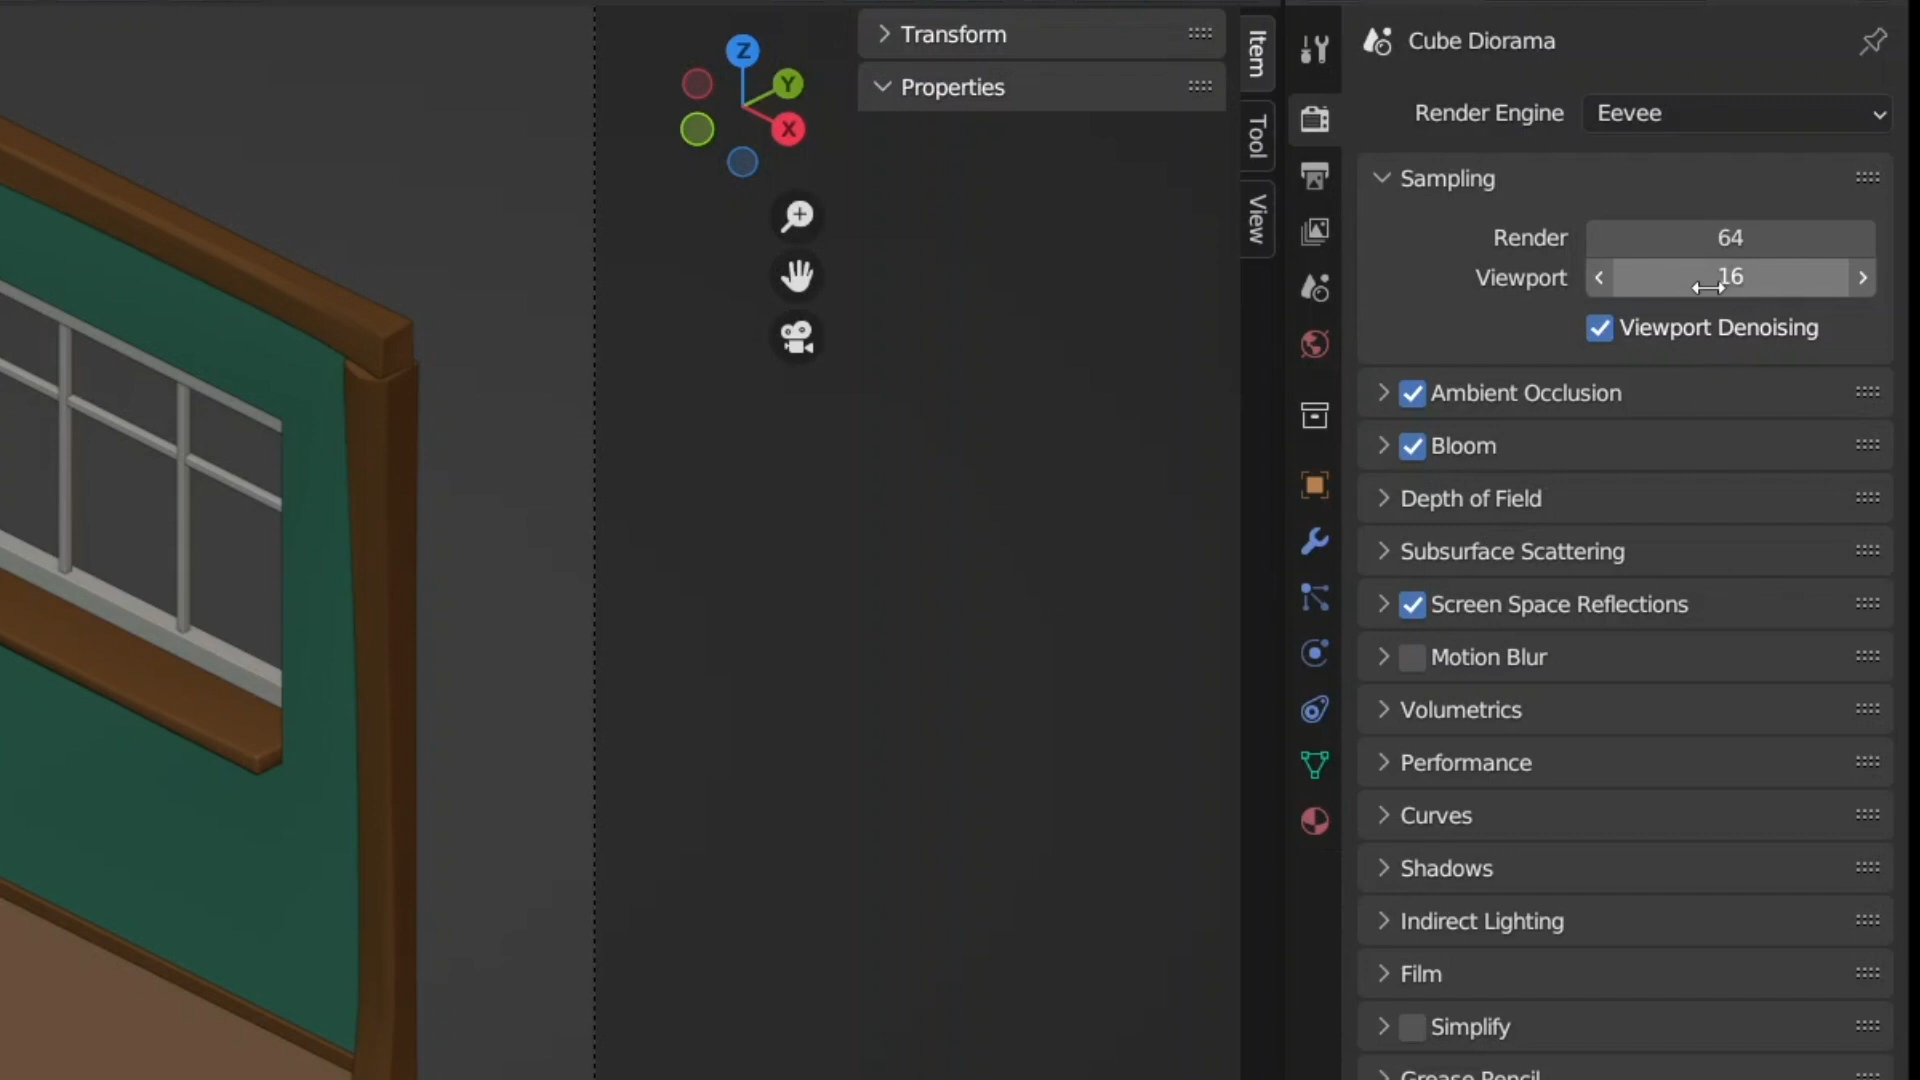 Z
Y
X
Transform
Properties
Item
Tool
View
Cube Diorama
Render Engine Eevee
Sampling
Render 64
Viewport 16
Viewport Denoising
Ambient Occlusion
Bloom
Depth of Field
Subsurface Scattering
Screen Space Reflections
Motion Blur
Volumetrics
Performance
Curves
Shadows
Indirect Lighting
Film
Simplify
Grease Pencil